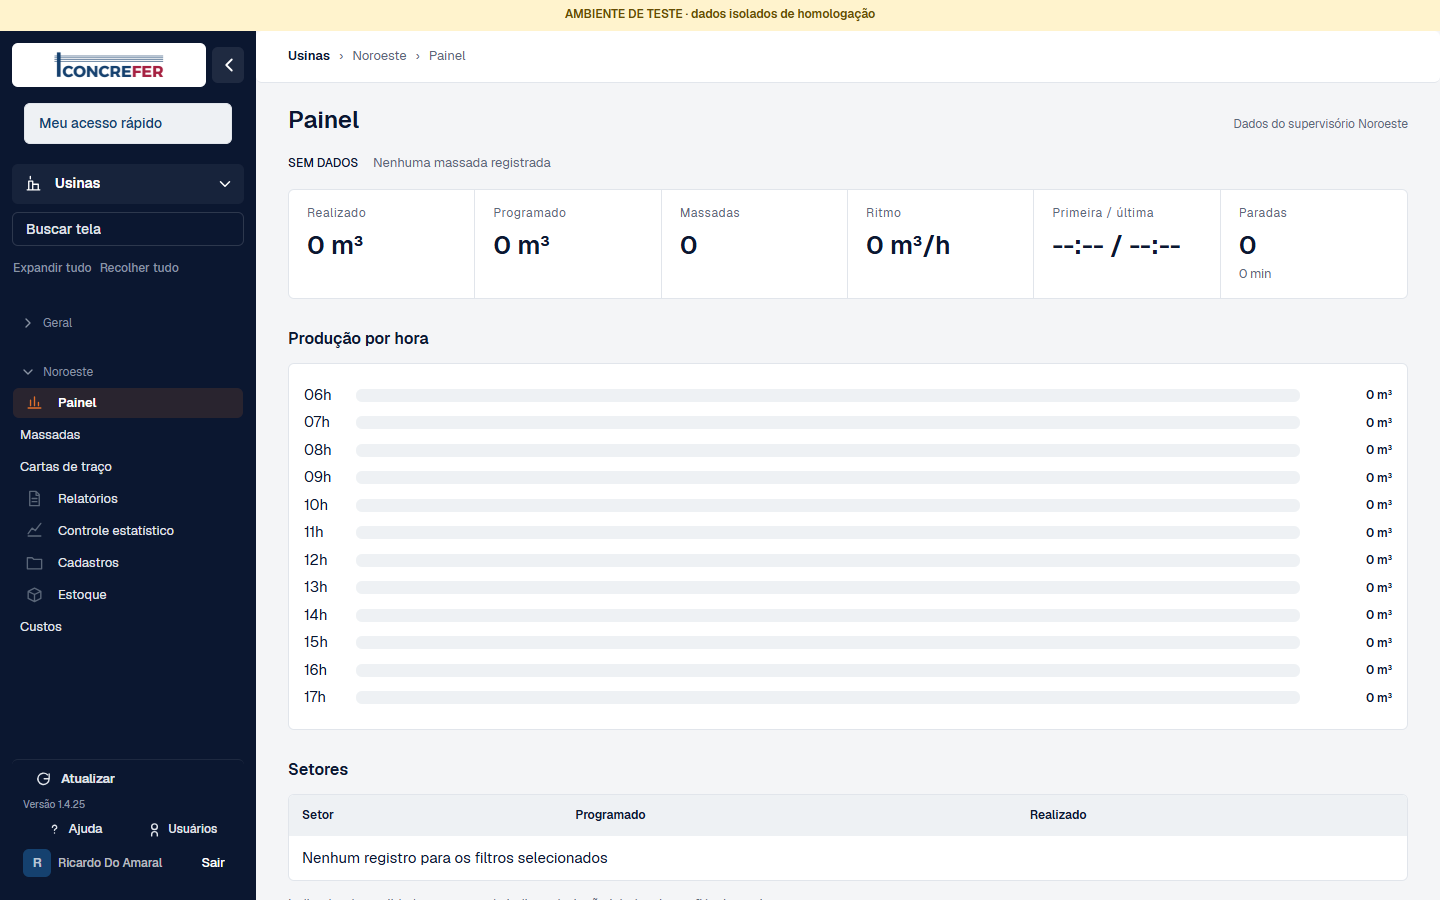 AMBIENTE DE TESTE · dados isolados de homologação
CONCREFER
Meu acesso rápido
Usinas
Buscar tela
Expandir tudo Recolher tudo
Geral
Noroeste
Painel
Massadas
Cartas de traço
Relatórios
Controle estatístico
Cadastros
Estoque
Custos
Atualizar
Versão 1.4.25
? Ajuda Usuários
R Ricardo Do Amaral Sair
Usinas › Noroeste › Painel
Painel
Dados do supervisório Noroeste
SEM DADOS Nenhuma massada registrada
Realizado
0 m³
Programado
0 m³
Massadas
0
Ritmo
0 m³/h
Primeira / última
--:-- / --:--
Paradas
0
0 min
Produção por hora
06h 0 m³
07h 0 m³
08h 0 m³
09h 0 m³
10h 0 m³
11h 0 m³
12h 0 m³
13h 0 m³
14h 0 m³
15h 0 m³
16h 0 m³
17h 0 m³
Setores
Setor Programado Realizado
Nenhum registro para os filtros selecionados